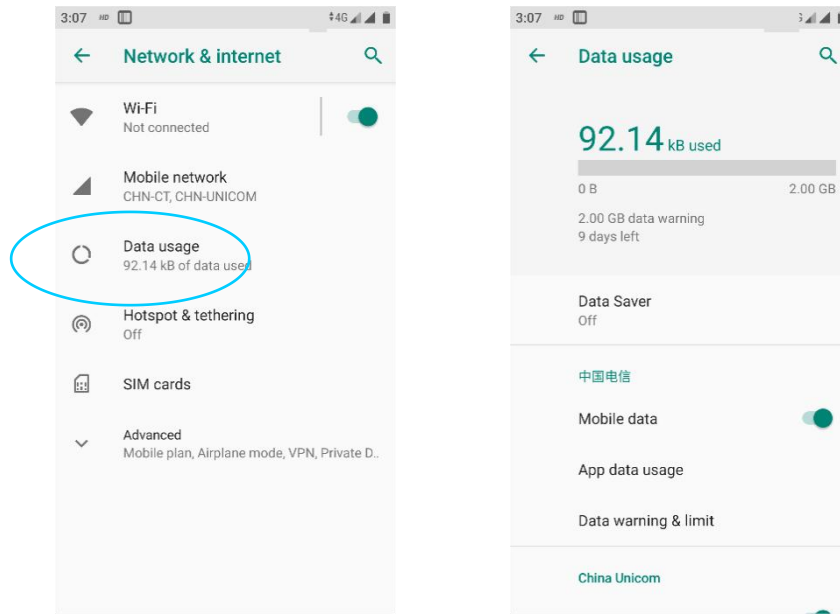 3:07 HD 4G
Network & internet
Wi-Fi
Not connected
Mobile network
CHN-CT, CHN-UNICOM
Data usage
92.14 kB of data used
Hotspot & tethering
Off
SIM cards
Advanced
Mobile plan, Airplane mode, VPN, Private D..
3:07 HD
Data usage
92.14 kB used
0 B 2.00 GB
2.00 GB data warning
9 days left
Data Saver
Off
中国电信
Mobile data
App data usage
Data warning & limit
China Unicom